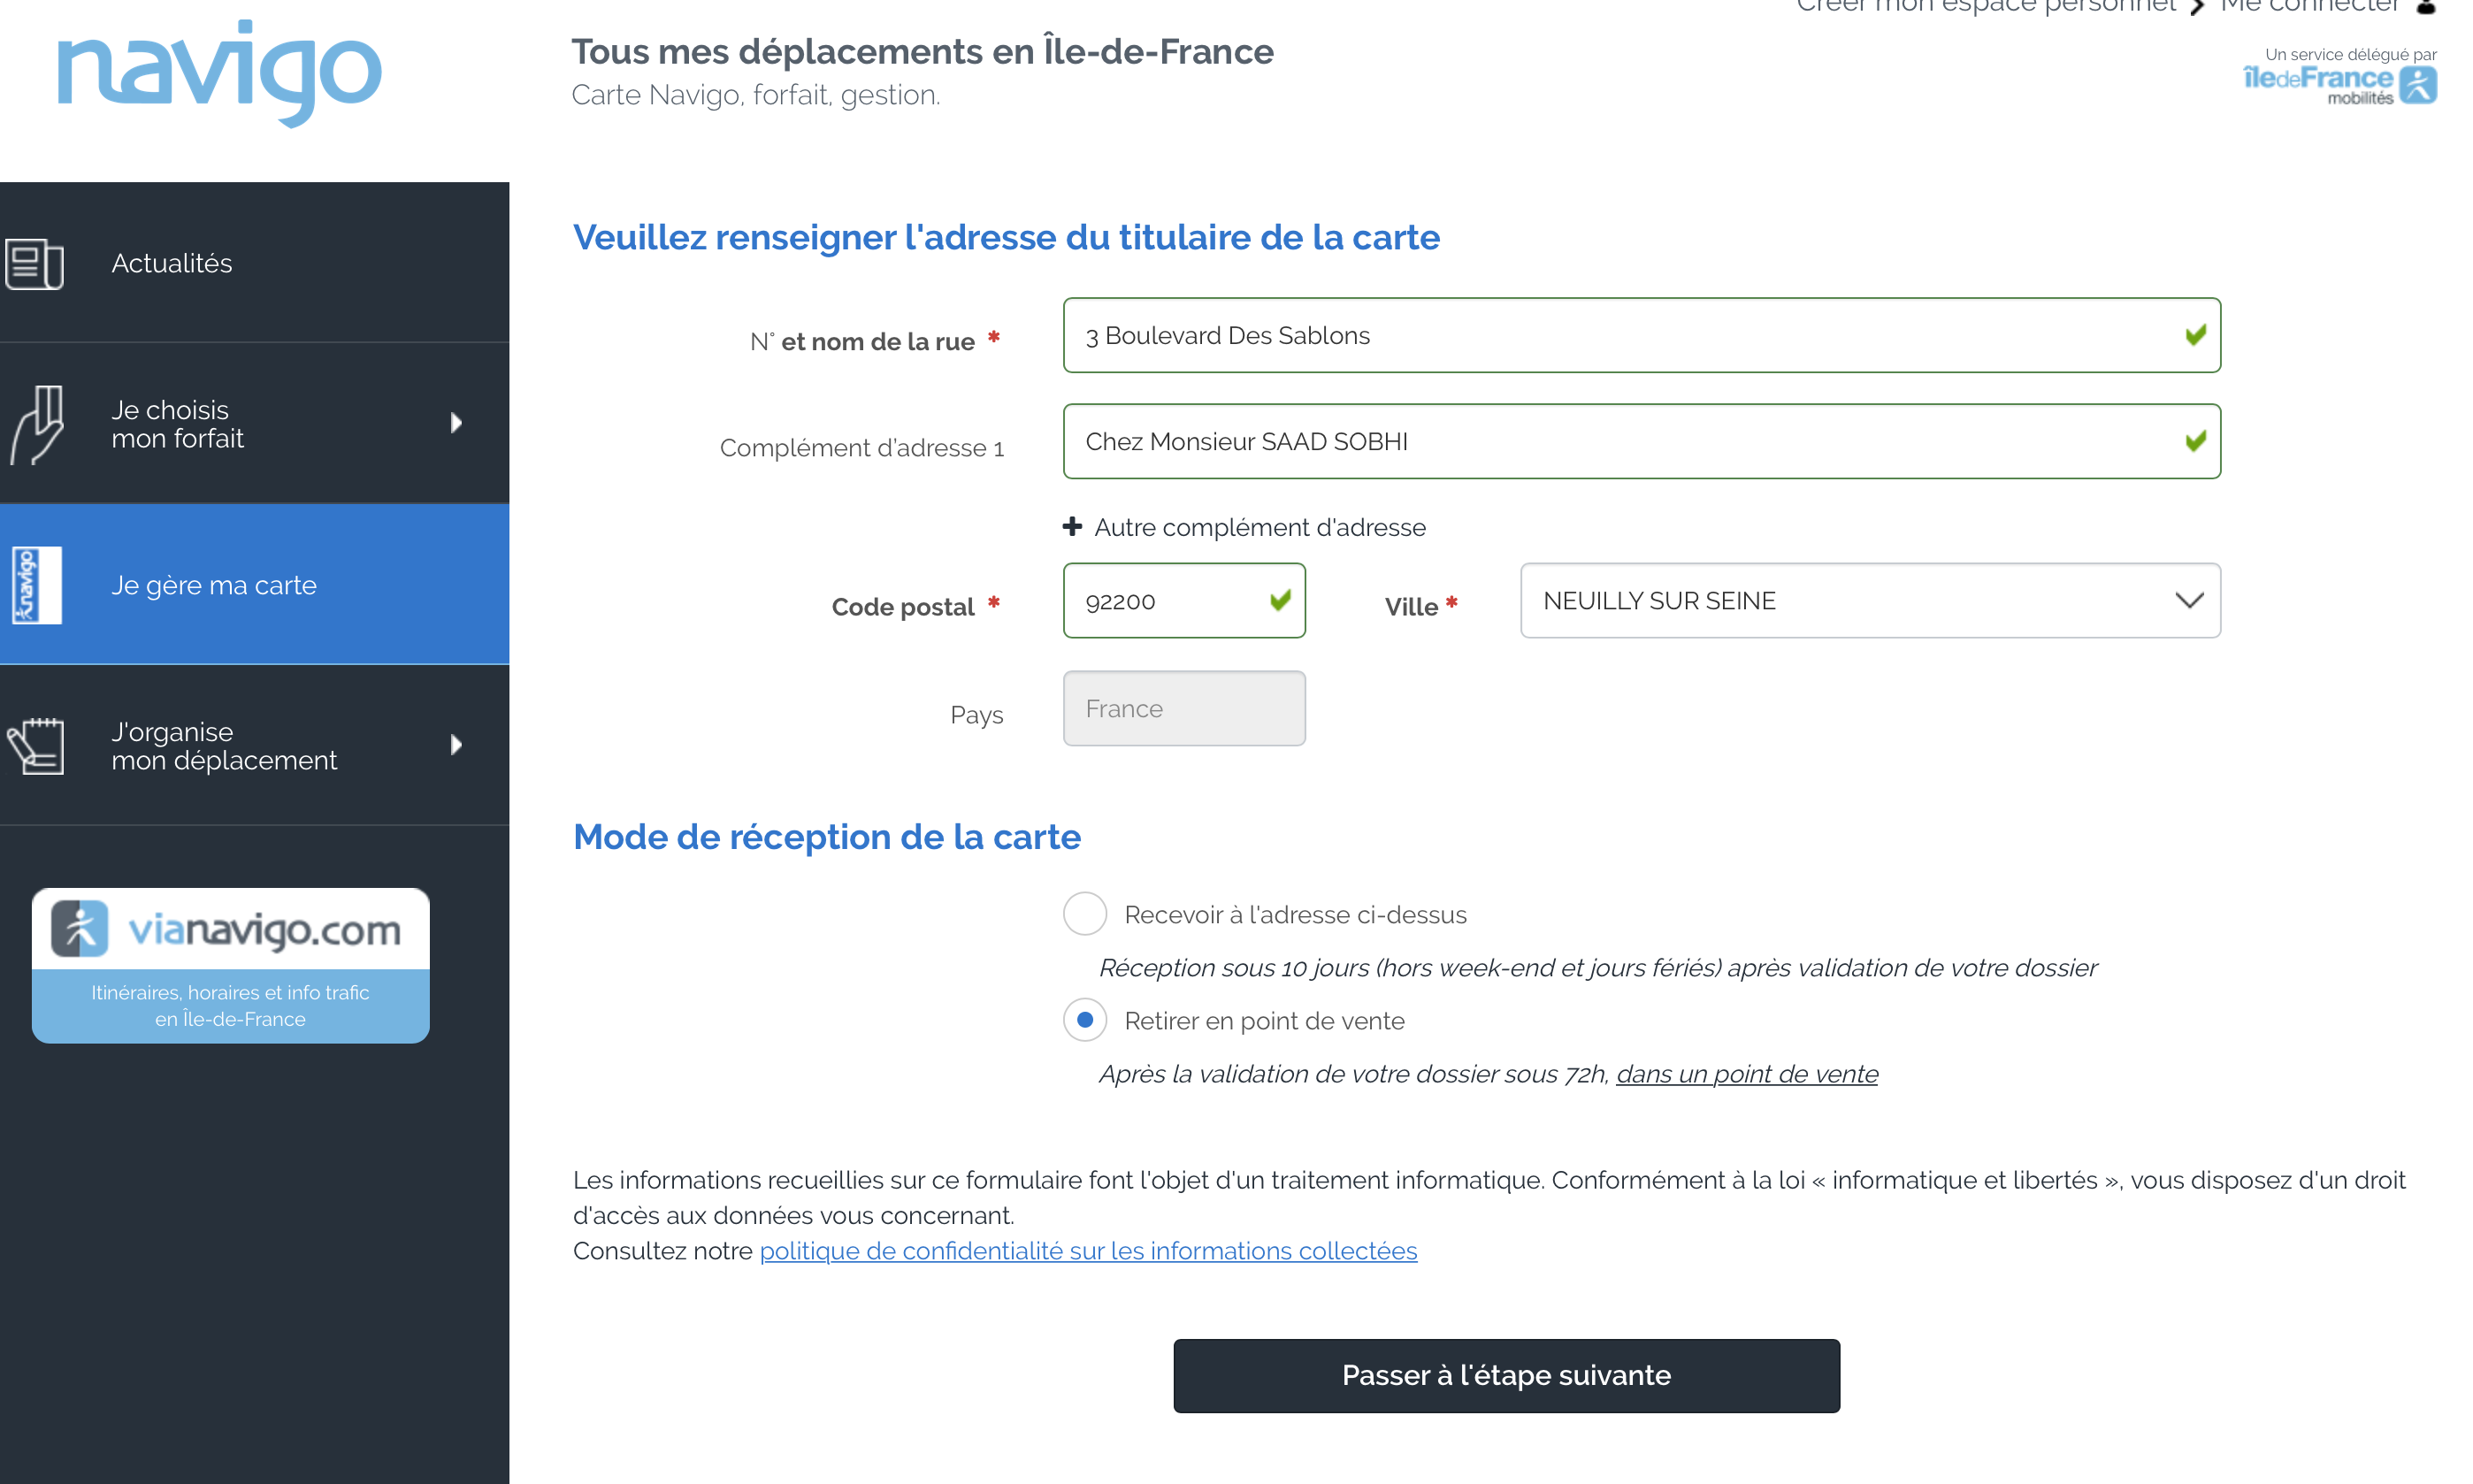 Créer mon espace personnel
Me connecter
navigo
Tous mes déplacements en Île-de-France
Carte Navigo, forfait, gestion.
Un service délégué par
îledeFrance
mobilités
Actualités
Je choisis
mon forfait
navigo
Je gère ma carte
J'organise
mon déplacement
vianavigo.com
Itinéraires, horaires et info trafic
en Île-de-France
Veuillez renseigner l'adresse du titulaire de la carte
N° et nom de la rue *
3 Boulevard Des Sablons
Complément d'adresse 1
Chez Monsieur SAAD SOBHI
+ Autre complément d'adresse
Code postal *
92200
Ville *
NEUILLY SUR SEINE
Pays
France
Mode de réception de la carte
Recevoir à l'adresse ci-dessus
Réception sous 10 jours (hors week-end et jours fériés) après validation de votre dossier
Retirer en point de vente
Après la validation de votre dossier sous 72h, dans un point de vente
Les informations recueillies sur ce formulaire font l'objet d'un traitement informatique. Conformément à la loi « informatique et libertés », vous disposez d'un droit
d'accès aux données vous concernant.
Consultez notre politique de confidentialité sur les informations collectées
Passer à l'étape suivante